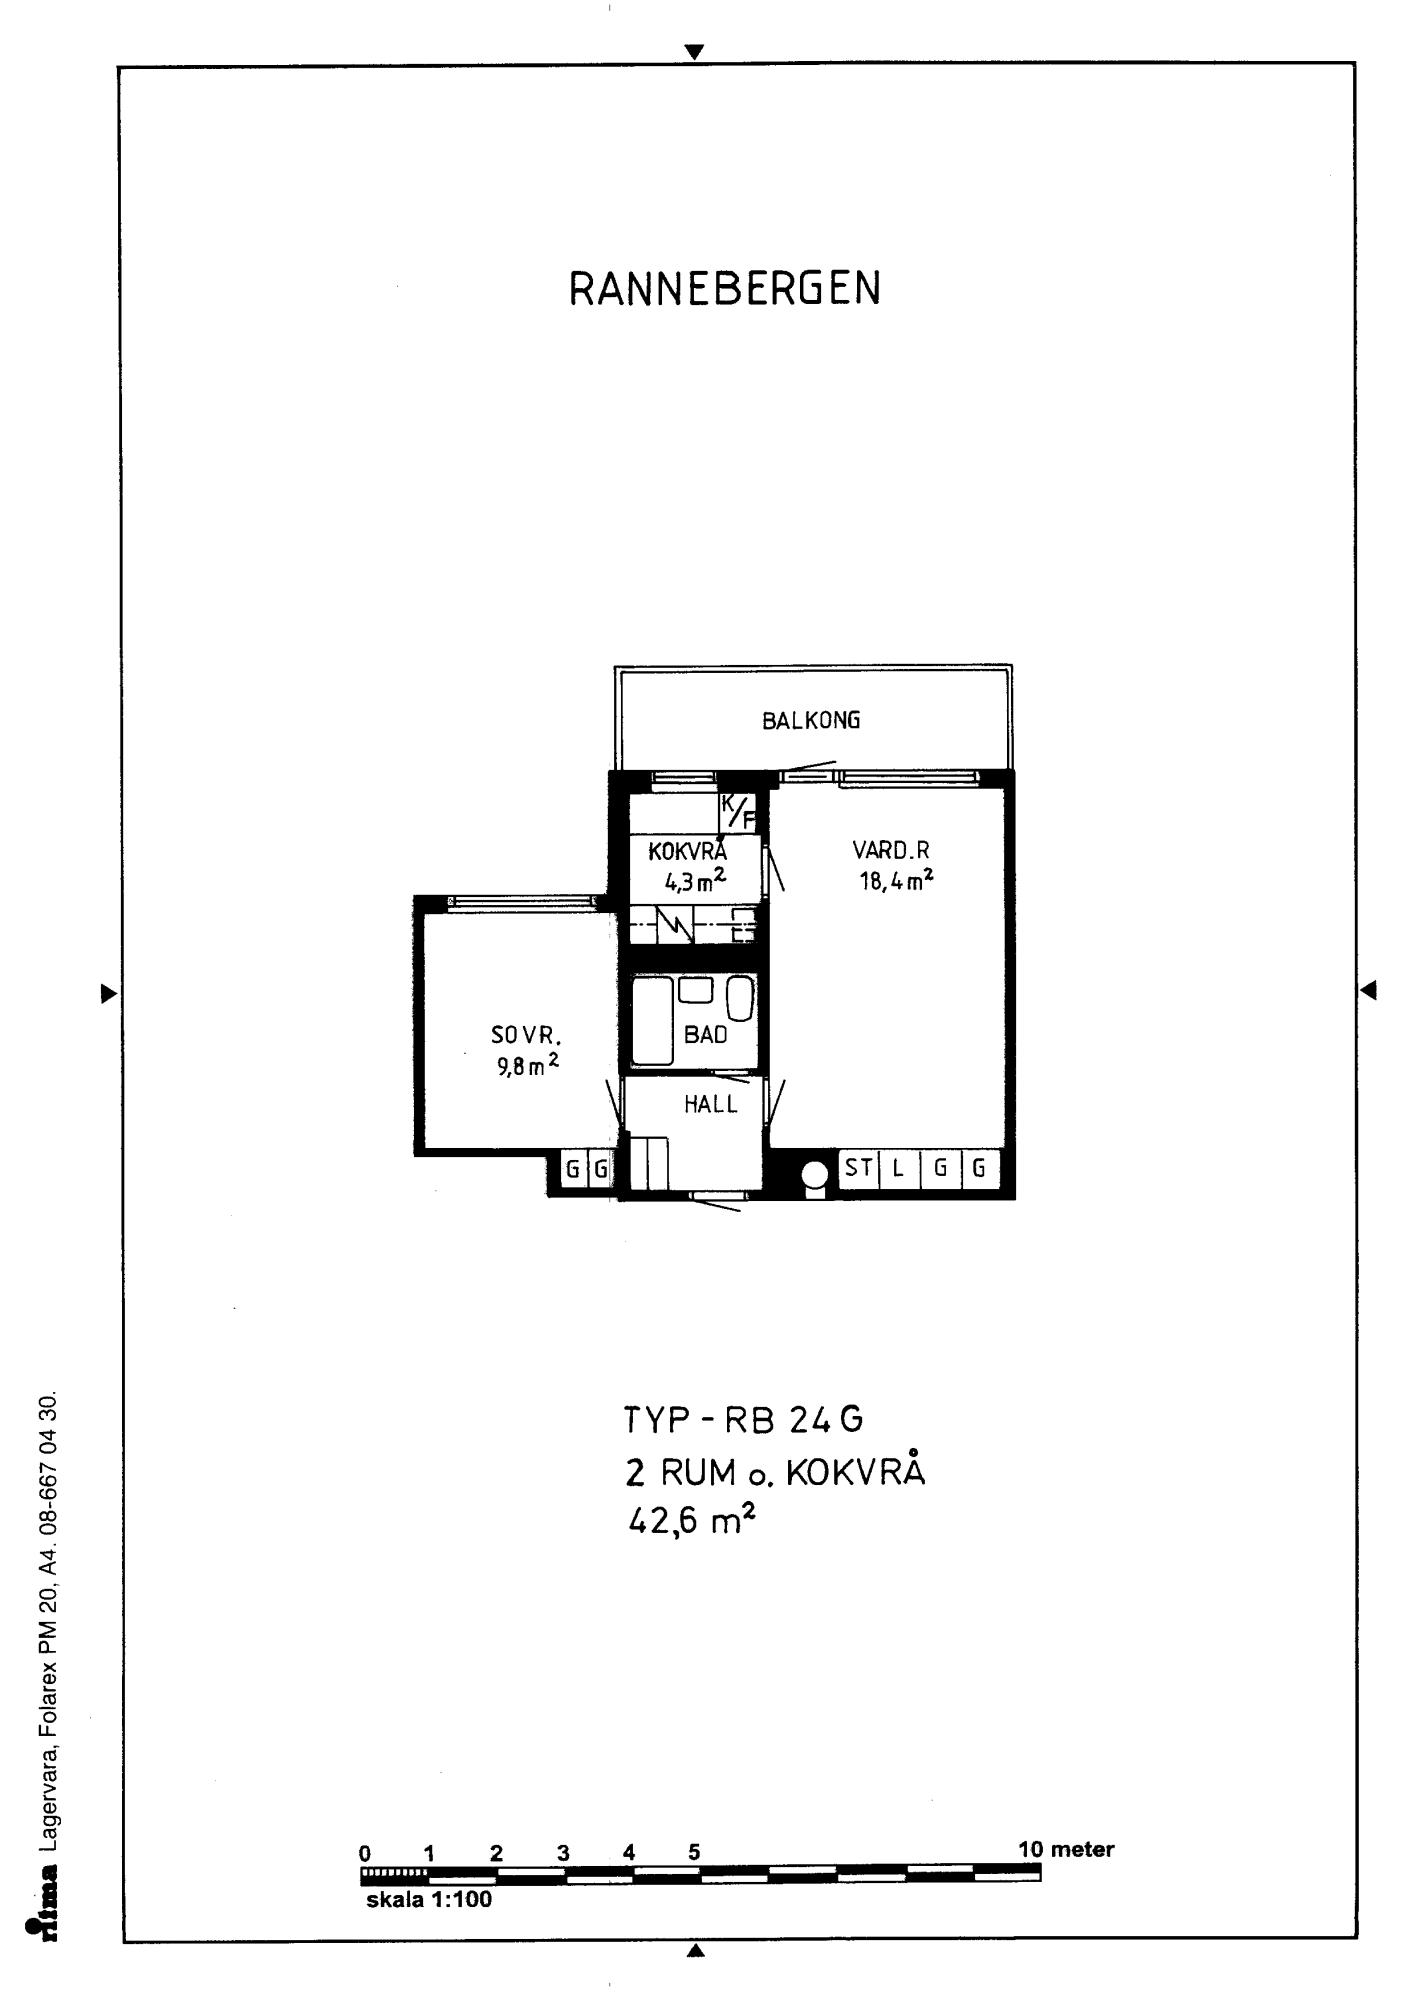 RANNEBERGEN
BALKONG
K/F
KOKVRÅ
4,3 m²
VARD.R
18,4 m²
SOVR.
9,8 m²
BAD
HALL
G G
ST L G G
TYP - RB 24 G
2 RUM o. KOKVRÅ
42,6 m²
0 1 2 3 4 5 10 meter
skala 1:100
ritma Lagervara, Folarex PM 20, A4. 08-667 04 30.